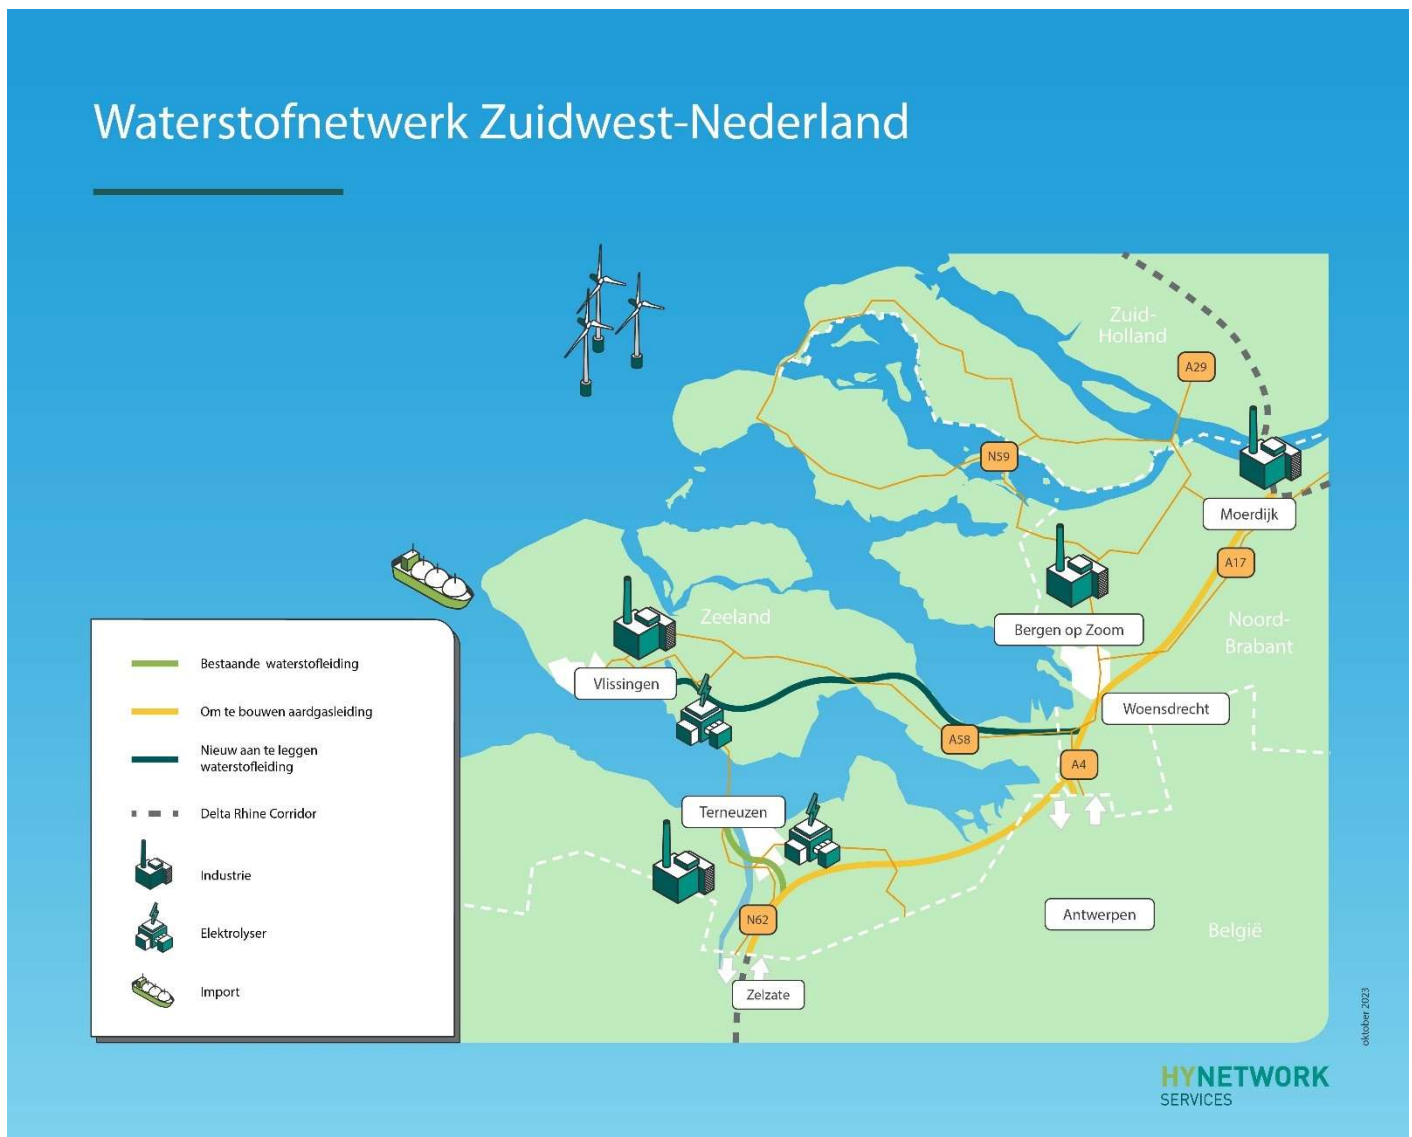 Waterstofnetwerk Zuidwest-Nederland
Zuid-
Holland
A29
N59
Moerdijk
A17
Bergen op Zoom
Zeeland
Noord-
Brabant
Vlissingen
Woensdrecht
A58
A4
Terneuzen
N62
Antwerpen
België
Zelzate
Bestaande waterstofleiding
Om te bouwen aardgasleiding
Nieuw aan te leggen
waterstofleiding
Delta Rhine Corridor
Industrie
Elektrolyser
Import
oktober 2023
HYNETWORK
SERVICES